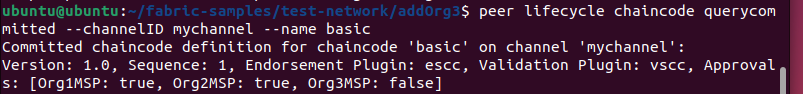 ubuntu@ubuntu:~/fabric-samples/test-network/addOrg3$ peer lifecycle chaincode querycom
mitted --channelID mychannel --name basic
Committed chaincode definition for chaincode 'basic' on channel 'mychannel':
Version: 1.0, Sequence: 1, Endorsement Plugin: escc, Validation Plugin: vscc, Approval
s: [Org1MSP: true, Org2MSP: true, Org3MSP: false]